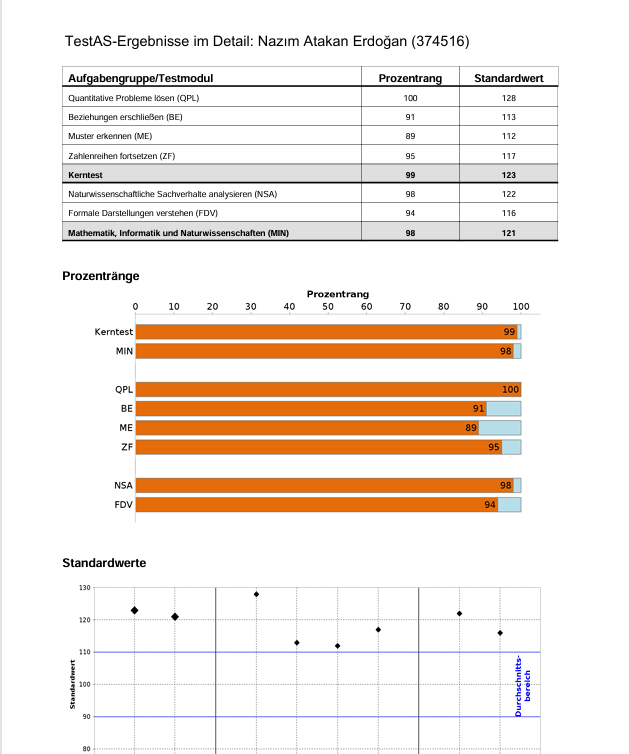 TestAS-Ergebnisse im Detail: Nazım Atakan Erdoğan (374516)
Aufgabengruppe/Testmodul Prozentrang Standardwert
Quantitative Probleme lösen (QPL) 100 128
Beziehungen erschließen (BE) 91 113
Muster erkennen (ME) 89 112
Zahlenreihen fortsetzen (ZF) 95 117
Kerntest 99 123
Naturwissenschaftliche Sachverhalte analysieren (NSA) 98 122
Formale Darstellungen verstehen (FDV) 94 116
Mathematik, Informatik und Naturwissenschaften (MIN) 98 121
Prozentränge
Prozentrang
0 10 20 30 40 50 60 70 80 90 100
Kerntest 99
MIN 98
QPL 100
BE 91
ME 89
ZF 95
NSA 98
FDV 94
Standardwerte
130
120
110
100
90
80
Standardwert
Durchschnitts-
bereich